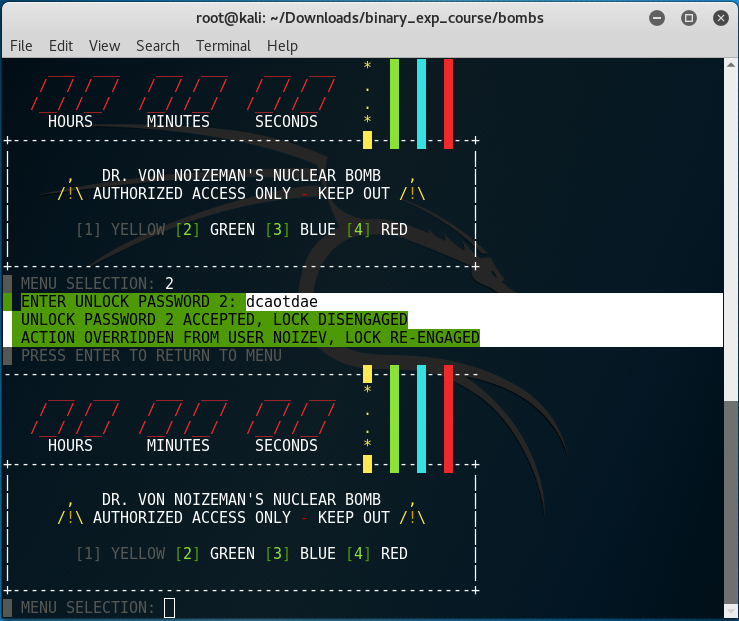 root@kali: ~/Downloads/binary_exp_course/bombs
File Edit View Search Terminal Help
HOURS MINUTES SECONDS
, DR. VON NOIZEMAN'S NUCLEAR BOMB ,
/!\ AUTHORIZED ACCESS ONLY - KEEP OUT /!\
[1] YELLOW [2] GREEN [3] BLUE [4] RED
MENU SELECTION: 2
ENTER UNLOCK PASSWORD 2: dcaotdae
UNLOCK PASSWORD 2 ACCEPTED, LOCK DISENGAGED
ACTION OVERRIDDEN FROM USER NOIZEV, LOCK RE-ENGAGED
PRESS ENTER TO RETURN TO MENU
HOURS MINUTES SECONDS
, DR. VON NOIZEMAN'S NUCLEAR BOMB ,
/!\ AUTHORIZED ACCESS ONLY - KEEP OUT /!\
[1] YELLOW [2] GREEN [3] BLUE [4] RED
MENU SELECTION: